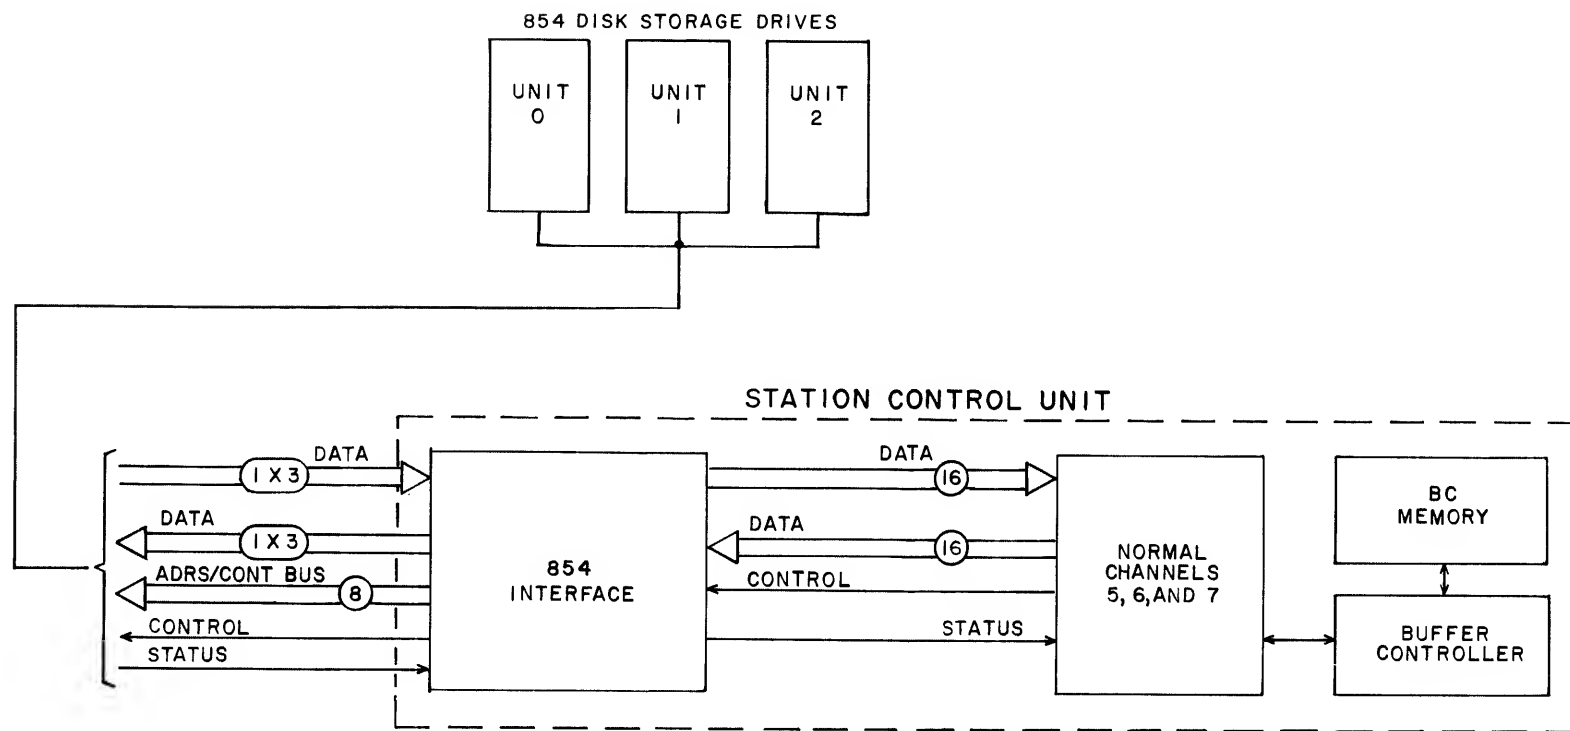 854 DISK STORAGE DRIVES
UNIT
0
UNIT
1
UNIT
2
STATION CONTROL UNIT
DATA
1 X 3
DATA
1 X 3
ADRS/CONT BUS
8
CONTROL
STATUS
854
INTERFACE
DATA
16
DATA
16
CONTROL
STATUS
NORMAL
CHANNELS
5, 6, AND 7
BC
MEMORY
BUFFER
CONTROLLER